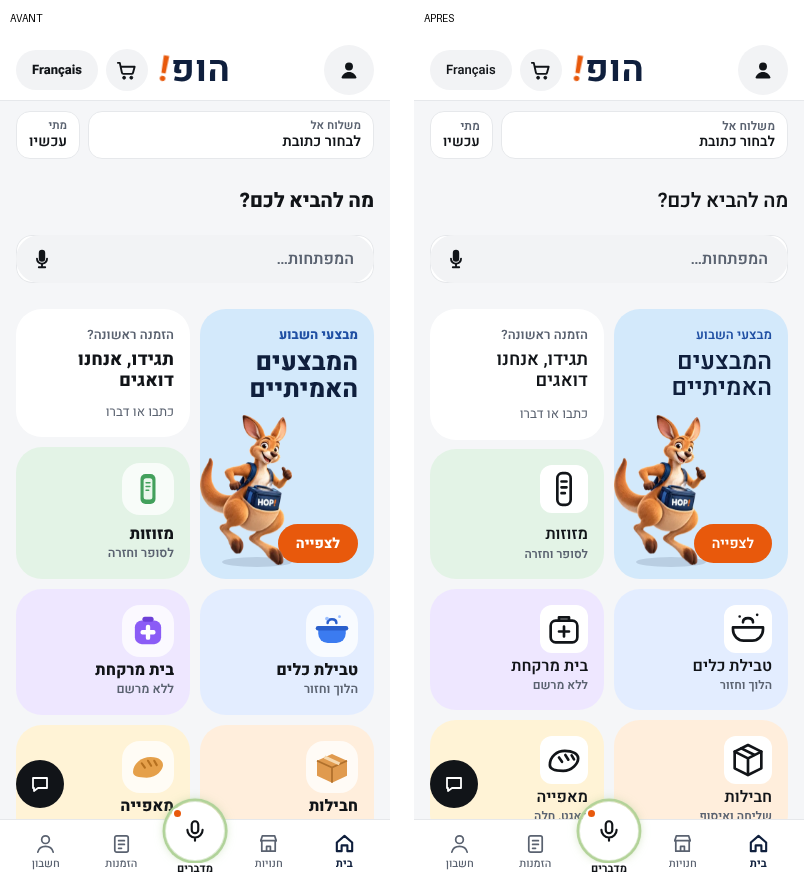 AVANT
Français
הופ!
משלוח אל
לבחור כתובת
מתי
עכשיו
מה להביא לכם?
המפתחות...
מבצעי השבוע
המבצעים
האמיתיים
HOP!
לצפייה
הזמנה ראשונה?
תגידו, אנחנו
דואגים
כתבו או דברו
מזוזות
לסופר וחזרה
טבילת כלים
הלוך וחזור
בית מרקחת
ללא מרשם
חבילות
מאפייה
בית
חנויות
מדברים
הזמנות
חשבון
APRES
Français
הופ!
משלוח אל
לבחור כתובת
מתי
עכשיו
מה להביא לכם?
המפתחות...
מבצעי השבוע
המבצעים
האמיתיים
HOP!
לצפייה
הזמנה ראשונה?
תגידו, אנחנו
דואגים
כתבו או דברו
מזוזות
לסופר וחזרה
טבילת כלים
הלוך וחזור
בית מרקחת
ללא מרשם
חבילות
שליחה ואיסוף
מאפייה
חלה
בית
חנויות
מדברים
הזמנות
חשבון